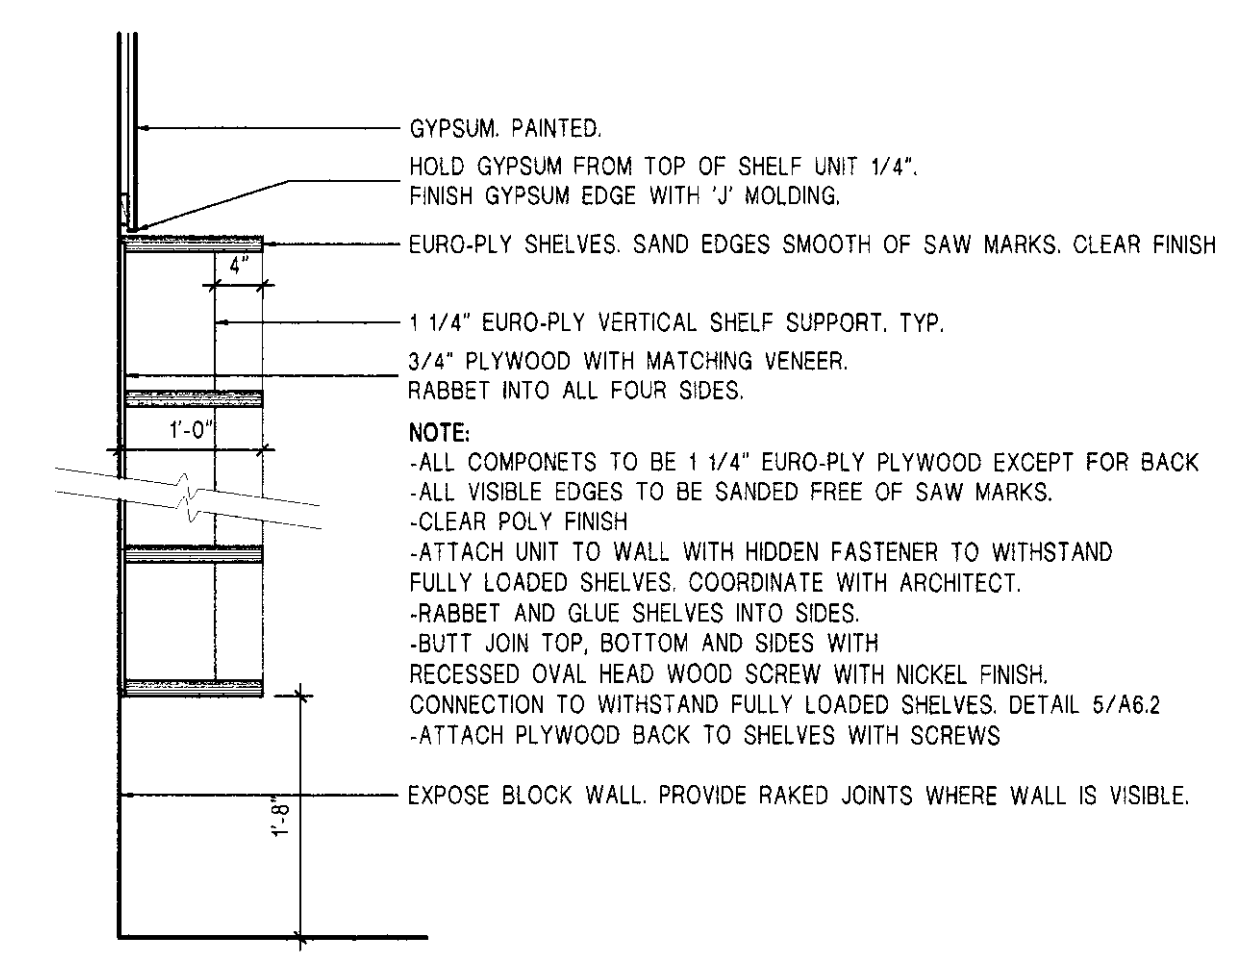 GYPSUM. PAINTED.
HOLD GYPSUM FROM TOP OF SHELF UNIT 1/4".
FINISH GYPSUM EDGE WITH 'J' MOLDING.
EURO-PLY SHELVES. SAND EDGES SMOOTH OF SAW MARKS. CLEAR FINISH
4"
1 1/4" EURO-PLY VERTICAL SHELF SUPPORT. TYP.
3/4" PLYWOOD WITH MATCHING VENEER.
RABBET INTO ALL FOUR SIDES.
1'-0"
NOTE:
-ALL COMPONETS TO BE 1 1/4" EURO-PLY PLYWOOD EXCEPT FOR BACK
-ALL VISIBLE EDGES TO BE SANDED FREE OF SAW MARKS.
-CLEAR POLY FINISH
-ATTACH UNIT TO WALL WITH HIDDEN FASTENER TO WITHSTAND
FULLY LOADED SHELVES. COORDINATE WITH ARCHITECT.
-RABBET AND GLUE SHELVES INTO SIDES.
-BUTT JOIN TOP, BOTTOM AND SIDES WITH
RECESSED OVAL HEAD WOOD SCREW WITH NICKEL FINISH.
CONNECTION TO WITHSTAND FULLY LOADED SHELVES. DETAIL 5/A6.2
-ATTACH PLYWOOD BACK TO SHELVES WITH SCREWS
EXPOSE BLOCK WALL. PROVIDE RAKED JOINTS WHERE WALL IS VISIBLE.
1'-8"